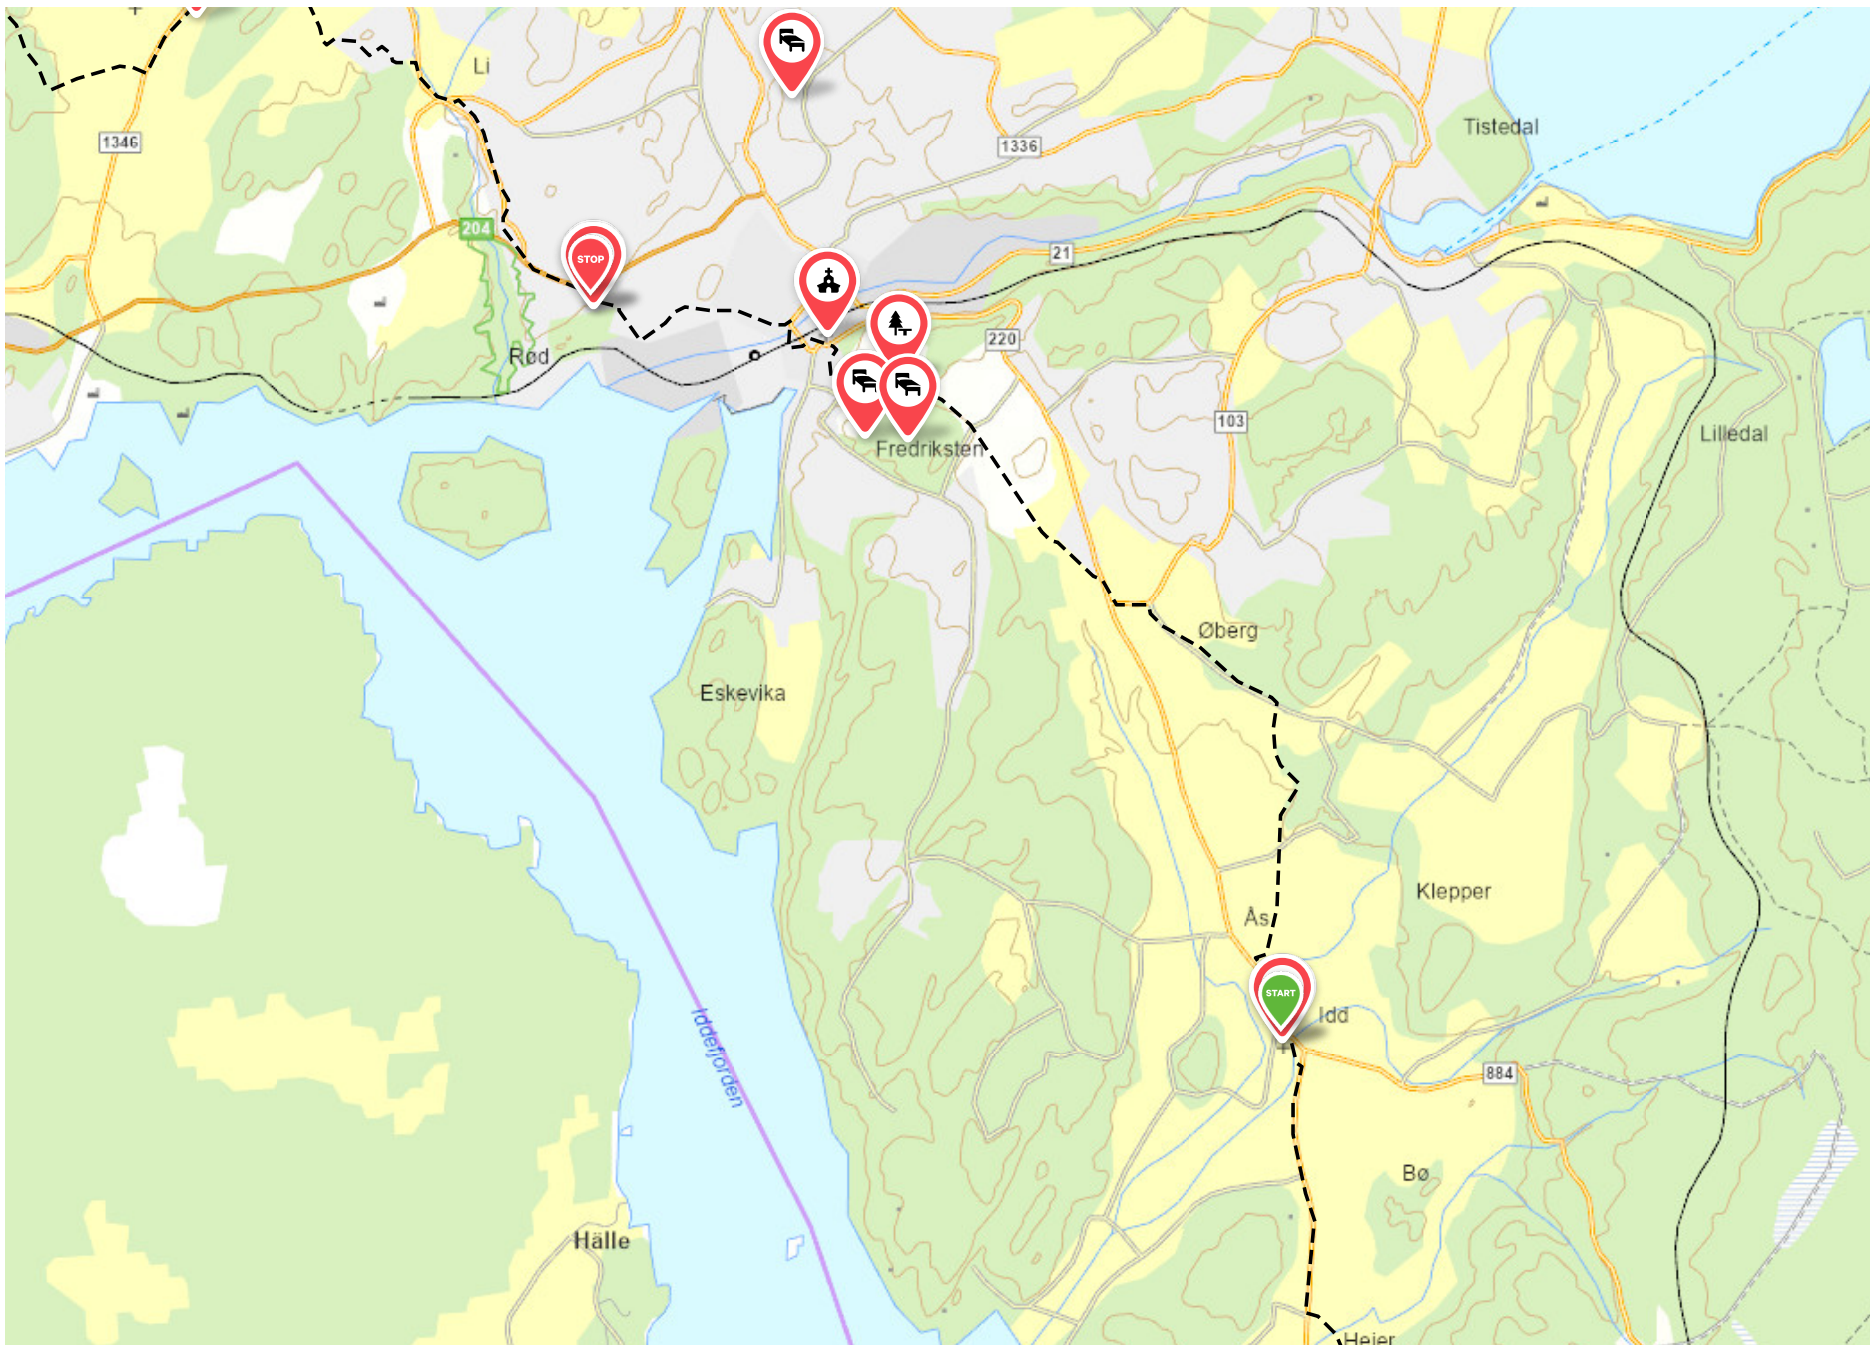 Li
1346
1336
Tistedal
204
STOP
21
220
Rød
103
Fredriksten
Lilledal
Øberg
Eskevika
Klepper
Ås
START
Idd
Iddefjorden
884
Bø
Hälle
Heier